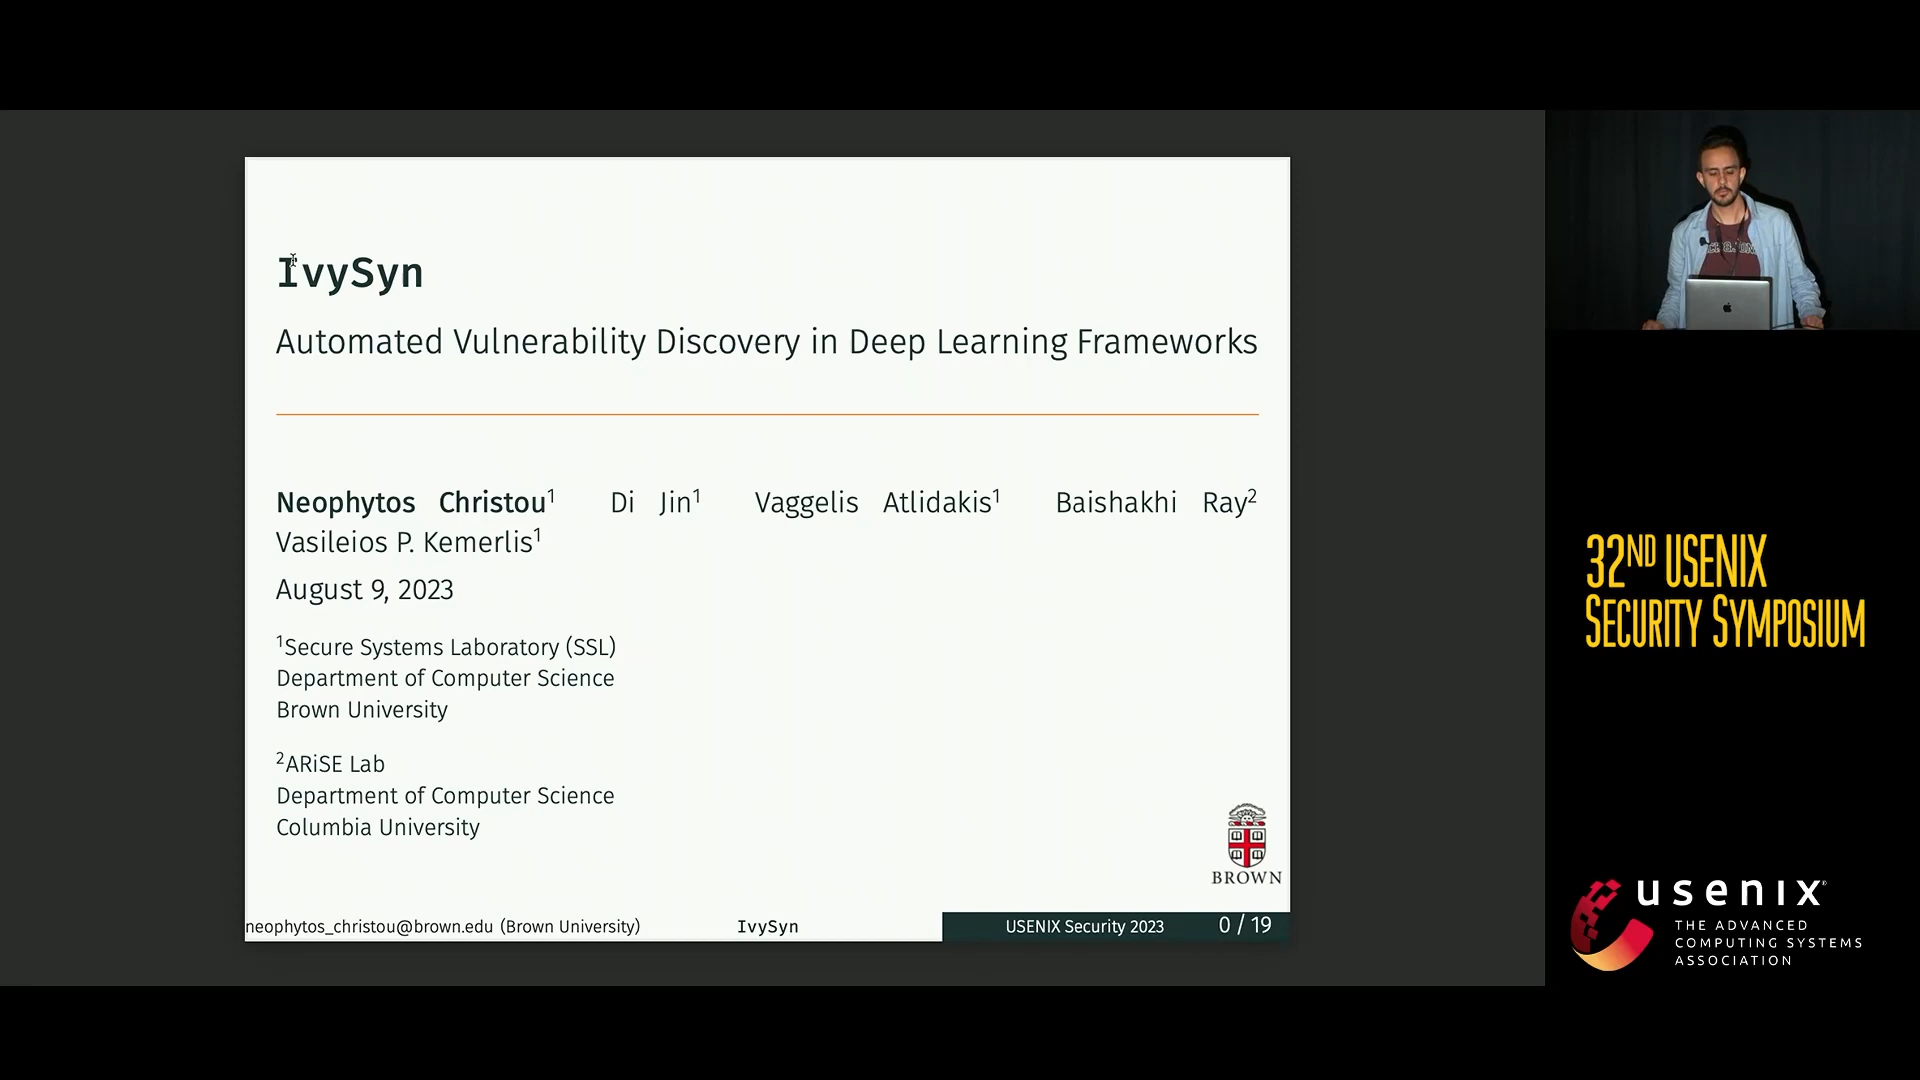 IvySyn
Automated Vulnerability Discovery in Deep Learning Frameworks
Neophytos Christou¹ Di Jin¹ Vaggelis Atlidakis¹ Baishakhi Ray²
Vasileios P. Kemerlis¹
August 9, 2023
¹Secure Systems Laboratory (SSL)
Department of Computer Science
Brown University
²ARiSE Lab
Department of Computer Science
Columbia University
BROWN
neophytos_christou@brown.edu (Brown University) IvySyn USENIX Security 2023 0 / 19
32ND USENIX
SECURITY SYMPOSIUM
usenix®
THE ADVANCED
COMPUTING SYSTEMS
ASSOCIATION